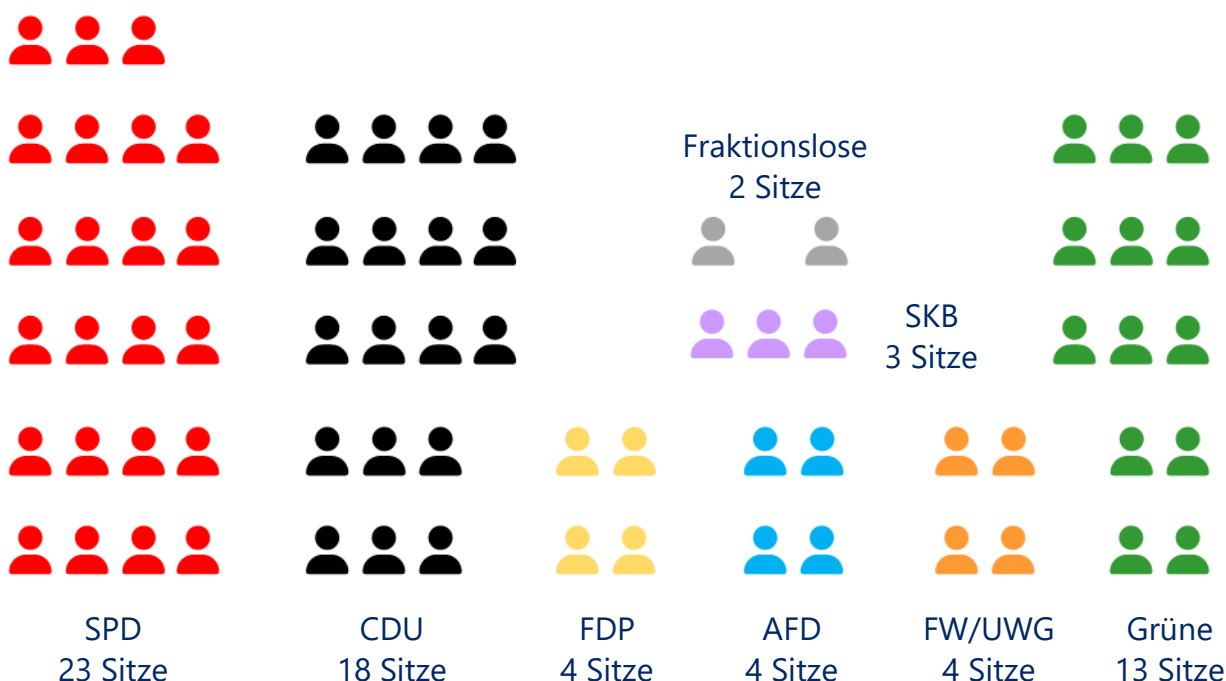 Fraktionslose
2 Sitze
SKB
3 Sitze
SPD
23 Sitze
CDU
18 Sitze
FDP
4 Sitze
AFD
4 Sitze
FW/UWG
4 Sitze
Grüne
13 Sitze